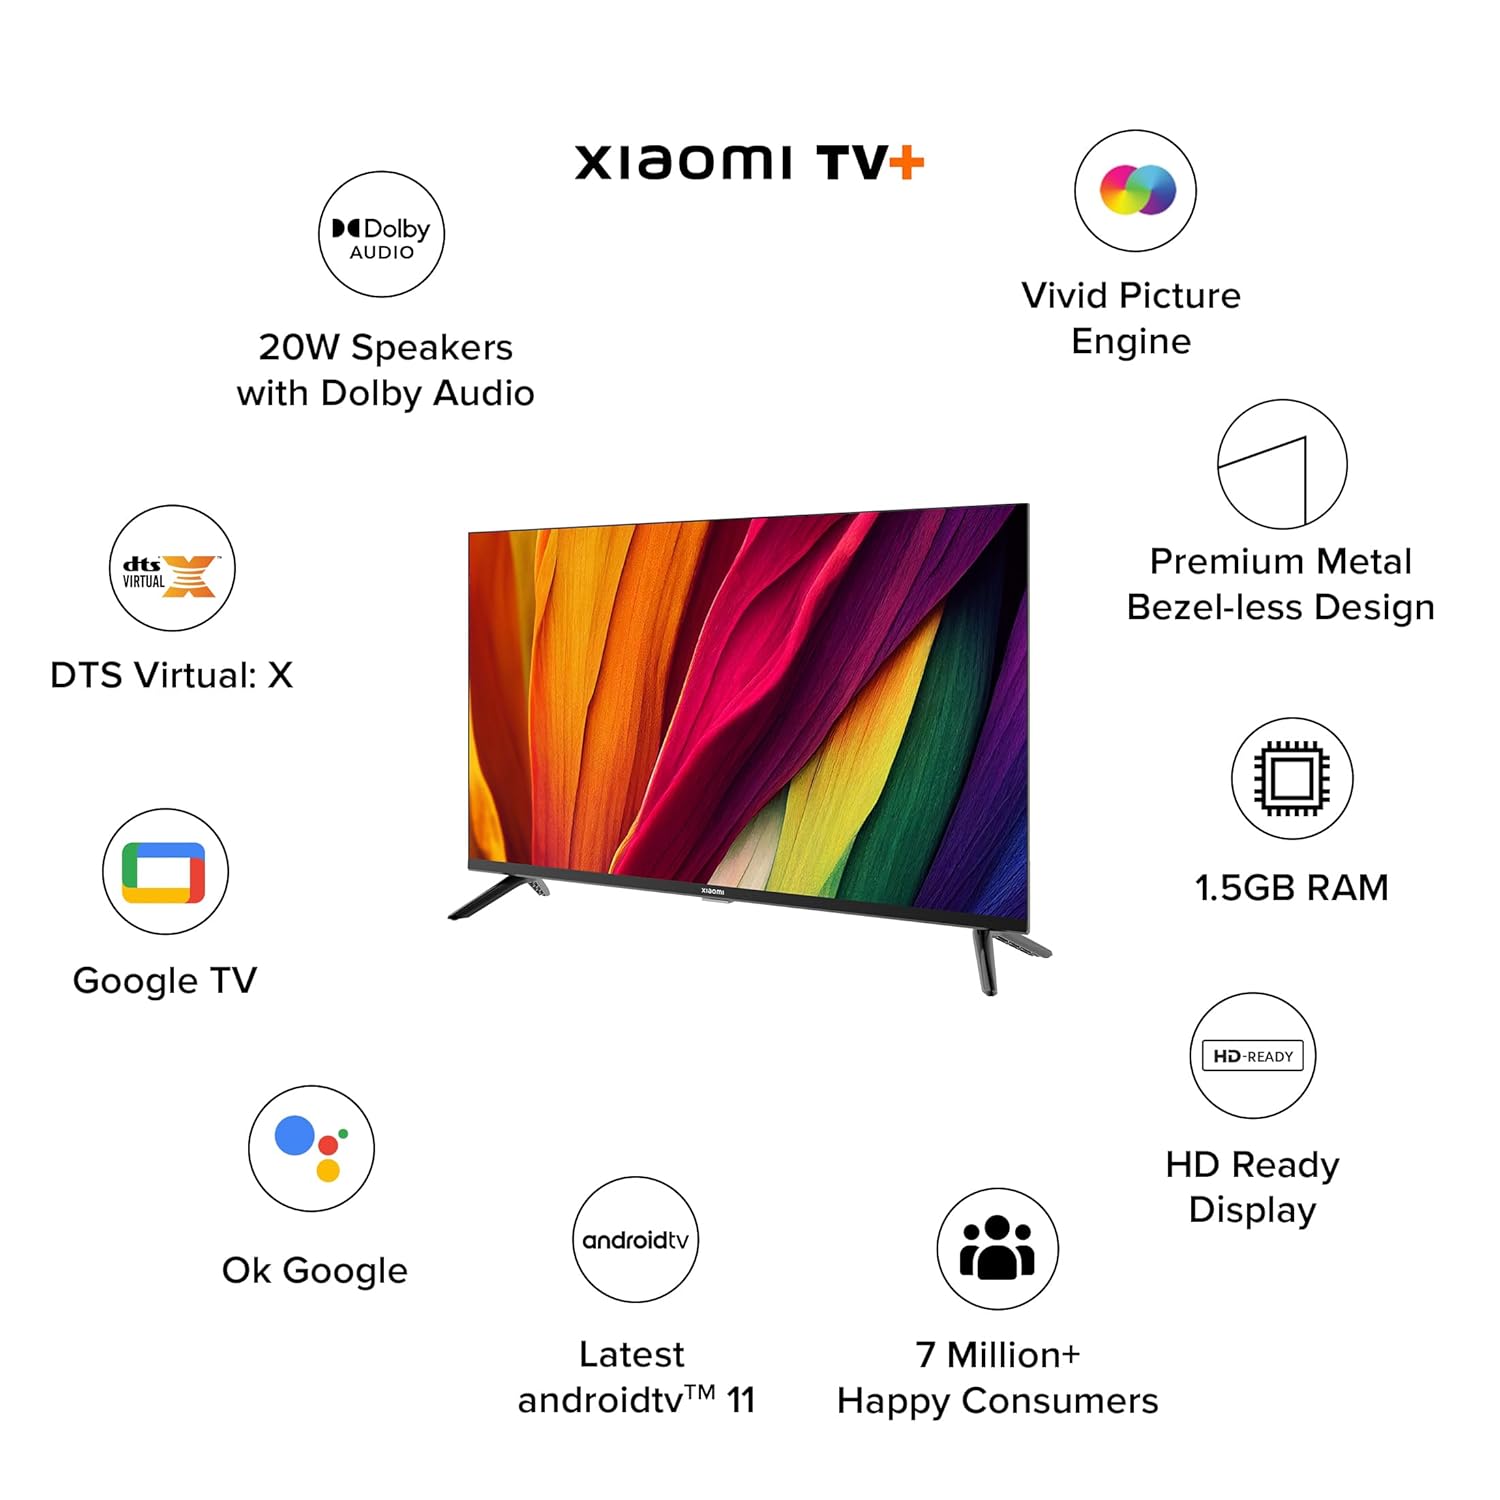 xiaomi TV+
Dolby
AUDIO
20W Speakers
with Dolby Audio
Vivid Picture
Engine
Premium Metal
Bezel-less Design
dts
VIRTUAL X™
DTS Virtual: X
xiaomi
1.5GB RAM
Google TV
HD-READY
HD Ready
Display
Ok Google
androidtv
Latest
androidtv™ 11
7 Million+
Happy Consumers